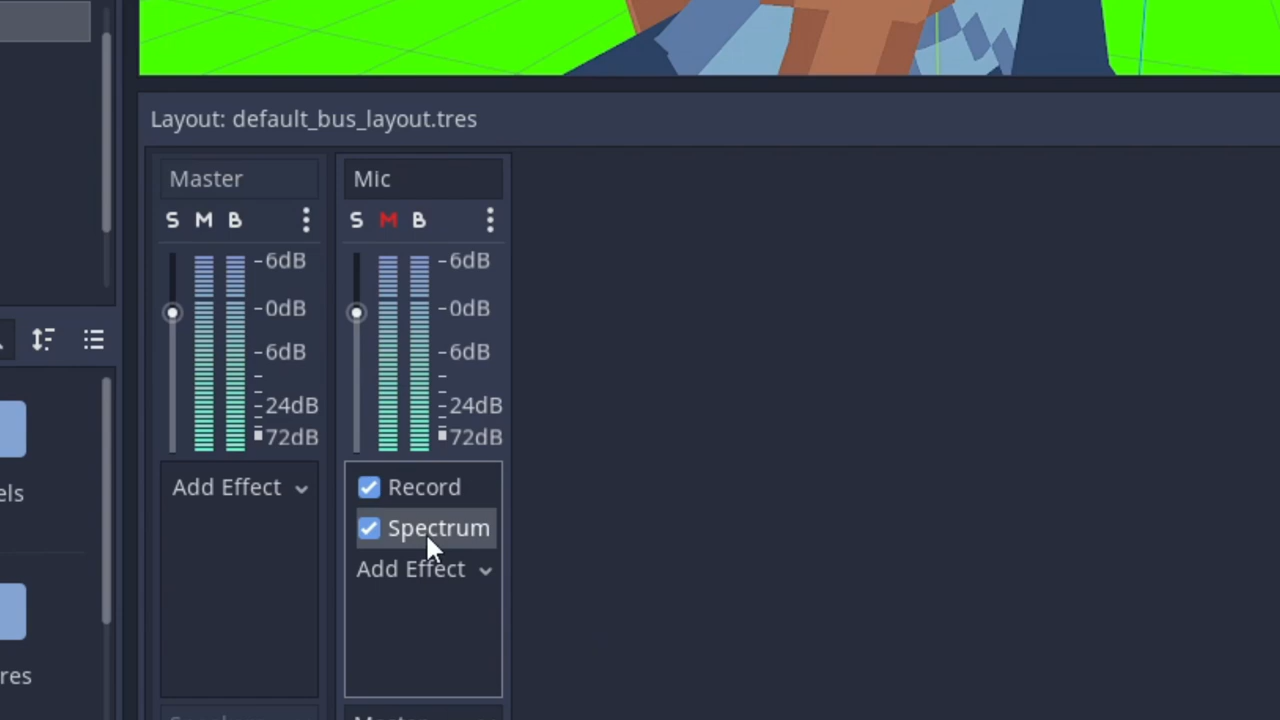 Layout: default_bus_layout.tres
Master
S M B
-6dB
-0dB
-6dB
24dB
72dB
Add Effect
Mic
S M B
-6dB
-0dB
-6dB
24dB
72dB
Record
Spectrum
Add Effect
els
res